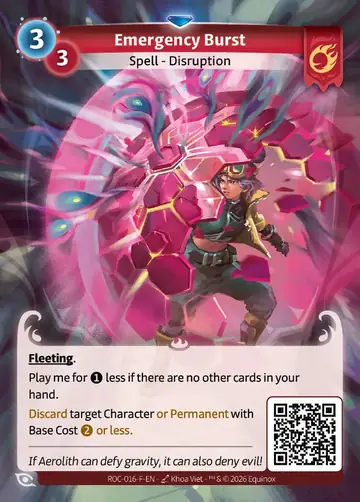 3
3
Emergency Burst
Spell - Disruption
Fleeting.
Play me for 1 less if there are no other cards in your
hand.
Discard target Character or Permanent with
Base Cost 2 or less.
If Aerolith can defy gravity, it can also deny evil!
ROC-016-F-EN - Khoa Viet - ™ & © 2026 Equinox